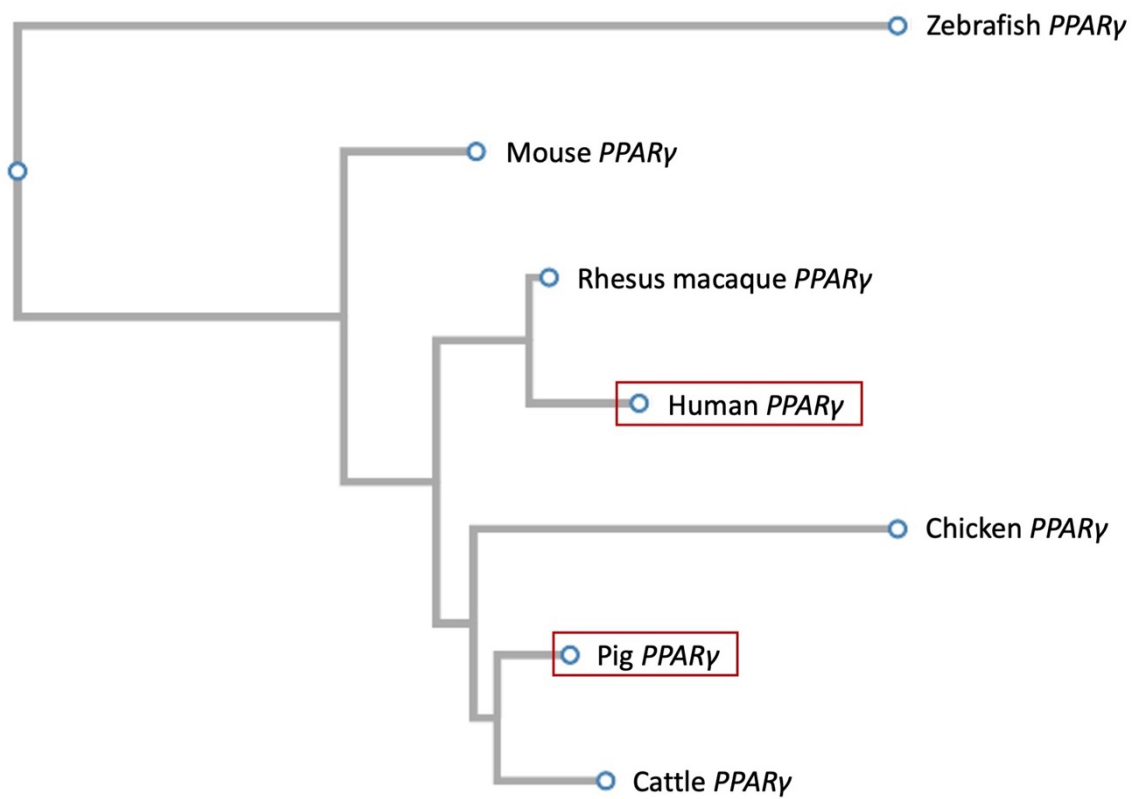 Zebrafish PPARγ
Mouse PPARγ
Rhesus macaque PPARγ
Human PPARγ
Chicken PPARγ
Pig PPARγ
Cattle PPARγ